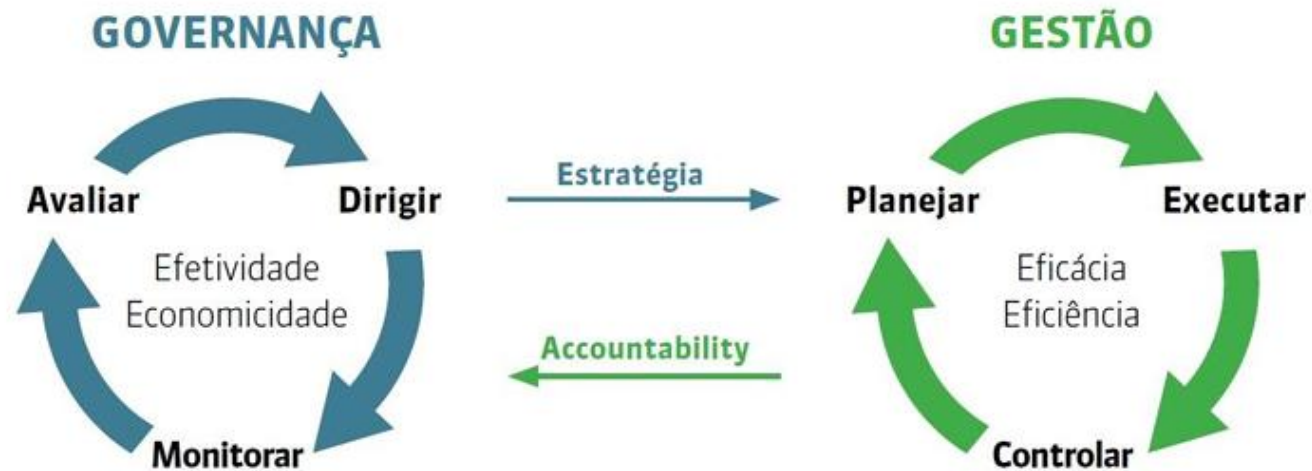 GOVERNANÇA
GESTÃO
Avaliar
Dirigir
Efetividade
Economicidade
Monitorar
Estratégia
Accountability
Planejar
Executar
Eficácia
Eficiência
Controlar